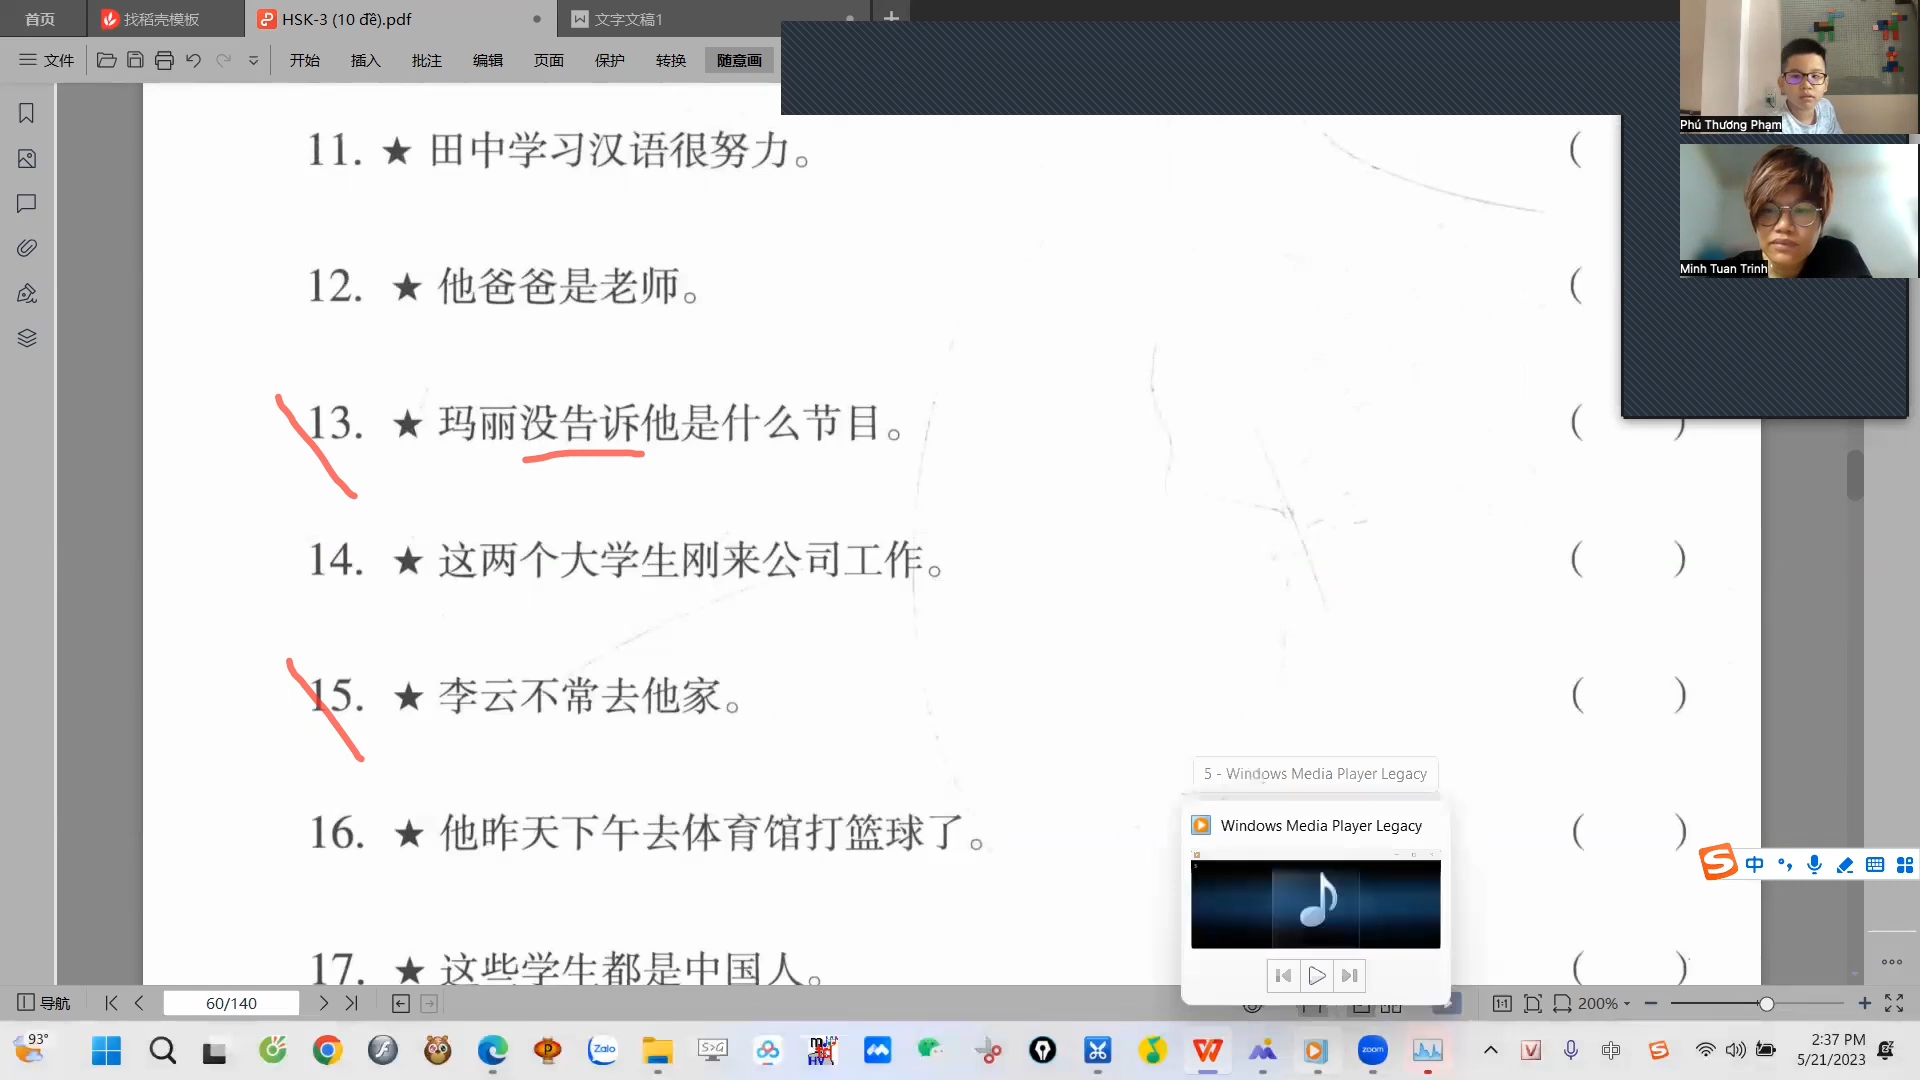 首页
找稻壳模板
HSK-3 (10 đề).pdf
文字文稿1
文件
开始
插入
批注
编辑
页面
保护
转换
随意画
Phú Thương Phạm
Minh Tuan Trinh
11. ★ 田中学习汉语很努力。 (
12. ★ 他爸爸是老师。 (
13. ★ 玛丽没告诉他是什么节目。 ( )
14. ★ 这两个大学生刚来公司工作。 ( )
15. ★ 李云不常去他家。 ( )
16. ★ 他昨天下午去体育馆打篮球了。 ( )
17. ★ 这些学生都是中国人。 ( )
5 - Windows Media Player Legacy
Windows Media Player Legacy
中
导航
60/140
200%
93°
Zalo
zoom
中
2:37 PM
5/21/2023